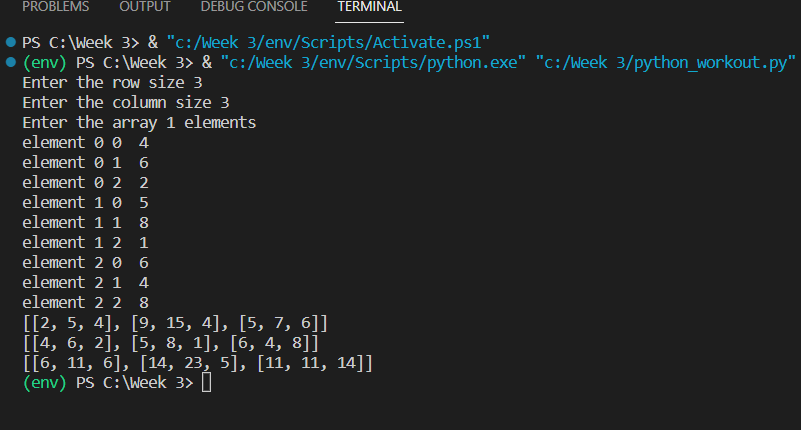 PROBLEMS OUTPUT DEBUG CONSOLE TERMINAL
PS C:\Week 3> & "c:/Week 3/env/Scripts/Activate.ps1"
(env) PS C:\Week 3> & "c:/Week 3/env/Scripts/python.exe" "c:/Week 3/python_workout.py"
Enter the row size 3
Enter the column size 3
Enter the array 1 elements
element 0 0  4
element 0 1  6
element 0 2  2
element 1 0  5
element 1 1  8
element 1 2  1
element 2 0  6
element 2 1  4
element 2 2  8
[[2, 5, 4], [9, 15, 4], [5, 7, 6]]
[[4, 6, 2], [5, 8, 1], [6, 4, 8]]
[[6, 11, 6], [14, 23, 5], [11, 11, 14]]
(env) PS C:\Week 3>